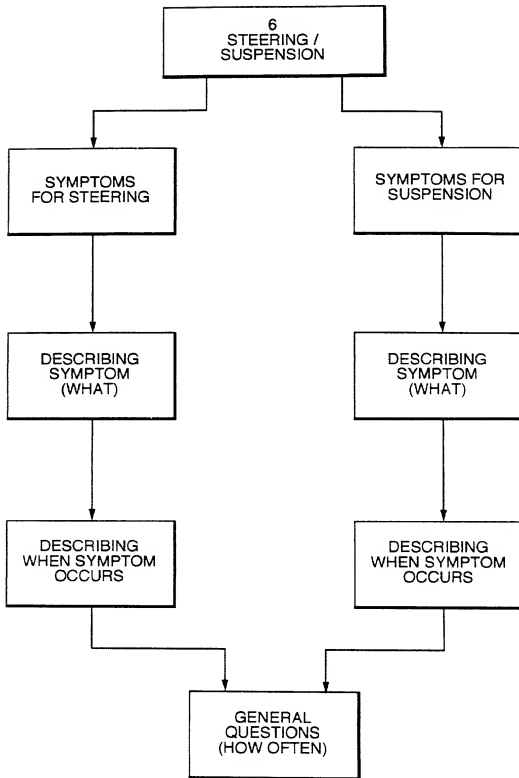 6
STEERING /
SUSPENSION
SYMPTOMS
FOR STEERING
SYMPTOMS FOR
SUSPENSION
DESCRIBING
SYMPTOM
(WHAT)
DESCRIBING
SYMPTOM
(WHAT)
DESCRIBING
WHEN SYMPTOM
OCCURS
DESCRIBING
WHEN SYMPTOM
OCCURS
GENERAL
QUESTIONS
(HOW OFTEN)